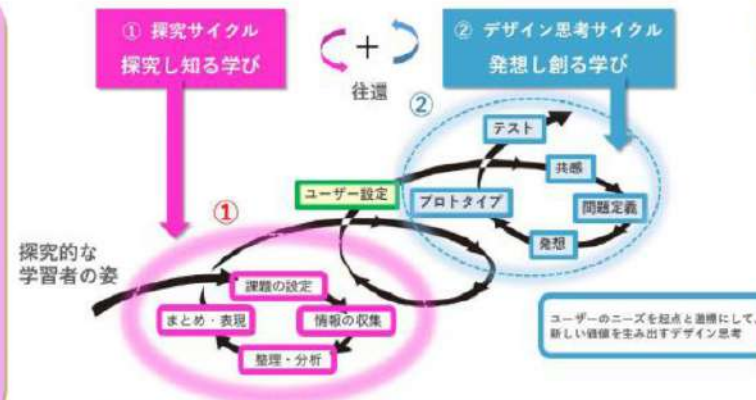 ① 探究サイクル
探究し知る学び
＋
往還
② デザイン思考サイクル
発想し創る学び
②
テスト
共感
ユーザー設定
プロトタイプ
問題定義
発想
①
探究的な
学習者の姿
課題の設定
まとめ・表現
情報の収集
整理・分析
ユーザーのニーズを起点と道標にして、
新しい価値を生み出すデザイン思考